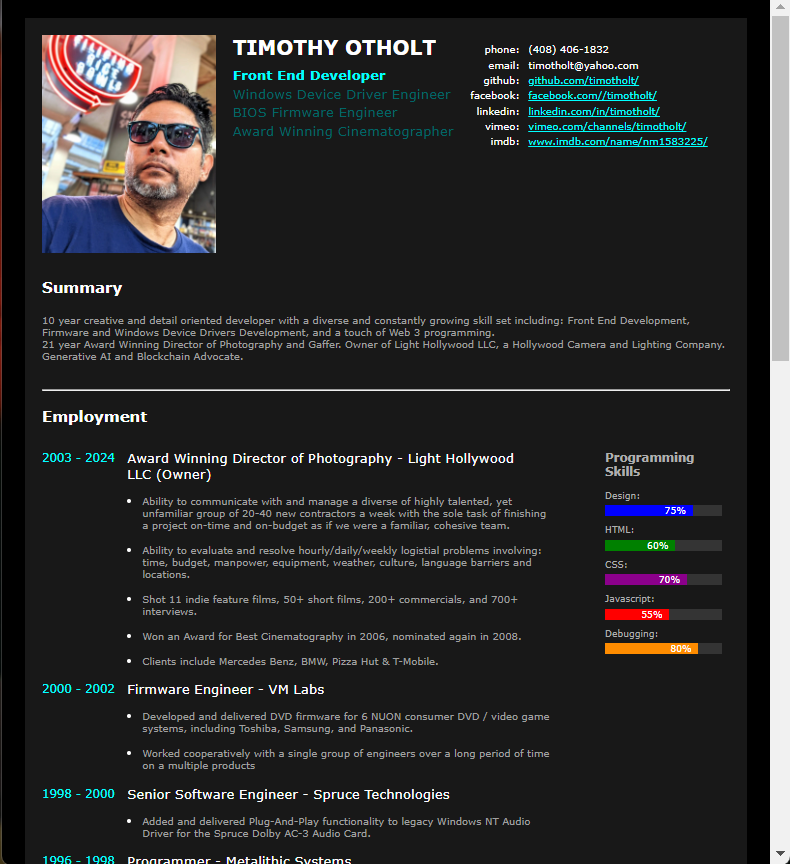 TIMOTHY OTHOLT
Front End Developer
Windows Device Driver Engineer
BIOS Firmware Engineer
Award Winning Cinematographer
phone: (408) 406-1832
email: timotholt@yahoo.com
github: github.com/timotholt/
facebook: facebook.com//timotholt/
linkedin: linkedin.com/in/timotholt/
vimeo: vimeo.com/channels/timotholt/
imdb: www.imdb.com/name/nm1583225/
Summary
10 year creative and detail oriented developer with a diverse and constantly growing skill set including: Front End Development,
Firmware and Windows Device Drivers Development, and a touch of Web 3 programming.
21 year Award Winning Director of Photography and Gaffer. Owner of Light Hollywood LLC, a Hollywood Camera and Lighting Company.
Generative AI and Blockchain Advocate.
Employment
2003 - 2024 Award Winning Director of Photography - Light Hollywood
LLC (Owner)
• Ability to communicate with and manage a diverse of highly talented, yet
unfamiliar group of 20-40 new contractors a week with the sole task of finishing
a project on-time and on-budget as if we were a familiar, cohesive team.
• Ability to evaluate and resolve hourly/daily/weekly logistial problems involving:
time, budget, manpower, equipment, weather, culture, language barriers and
locations.
• Shot 11 indie feature films, 50+ short films, 200+ commercials, and 700+
interviews.
• Won an Award for Best Cinematography in 2006, nominated again in 2008.
• Clients include Mercedes Benz, BMW, Pizza Hut & T-Mobile.
2000 - 2002 Firmware Engineer - VM Labs
• Developed and delivered DVD firmware for 6 NUON consumer DVD / video game
systems, including Toshiba, Samsung, and Panasonic.
• Worked cooperatively with a single group of engineers over a long period of time
on a multiple products
1998 - 2000 Senior Software Engineer - Spruce Technologies
• Added and delivered Plug-And-Play functionality to legacy Windows NT Audio
Driver for the Spruce Dolby AC-3 Audio Card.
1996 - 1998 Programmer - Metalithic Systems
Programming
Skills
Design:
75%
HTML:
60%
CSS:
70%
Javascript:
55%
Debugging:
80%